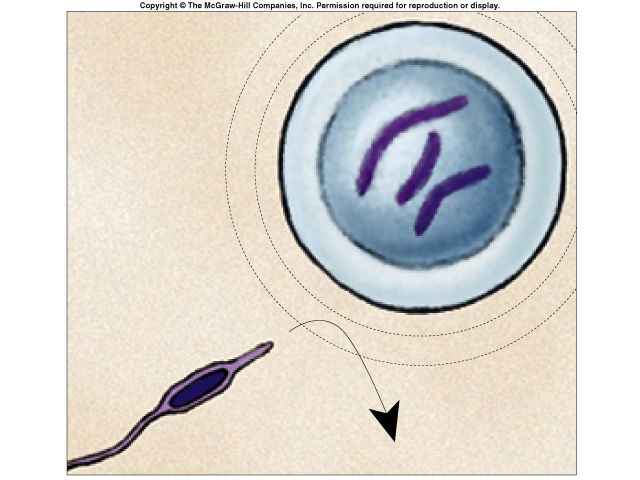 Copyright © The McGraw-Hill Companies, Inc. Permission required for reproduction or display.